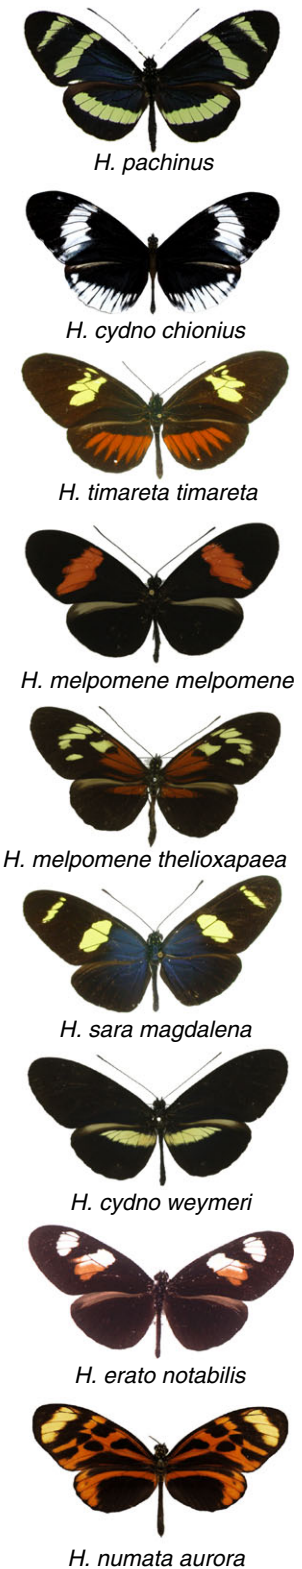 H. pachinus
H. cydno chionius
H. timareta timareta
H. melpomene melpomene
H. melpomene thelioxapaea
H. sara magdalena
H. cydno weymeri
H. erato notabilis
H. numata aurora